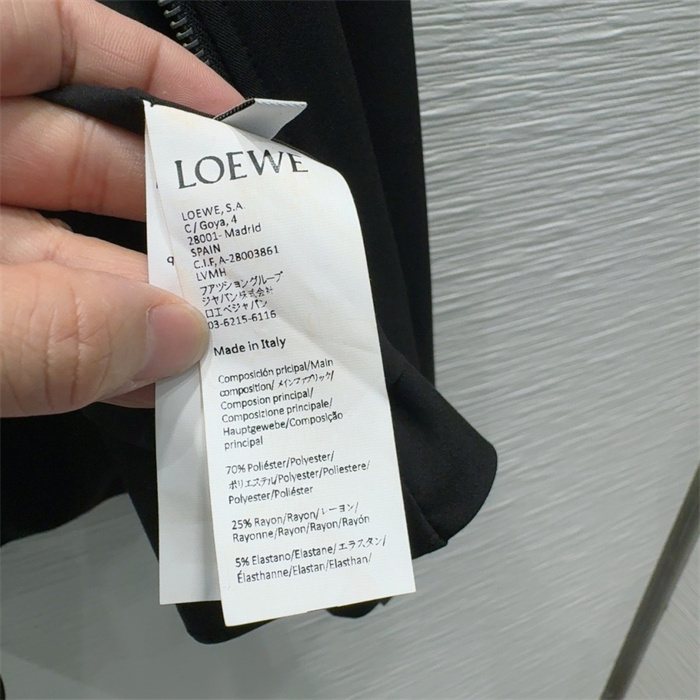 LOEWE
LOEWE, S.A
C/ Goya, 4
28001- Madrid
SPAIN
C.I.F, A-28003861
LVMH
ファッショングループ
ジャパン株式会社
ロエベジャパン
03-6215-6116
Made in Italy
Composición prIcipal/Main
composition/ メインファブリック/
Composion principal/
Composizione principale/
Hauptgewebe/Composição
principal
70% Poliéster/Polyester/
ポリエステル/Polyester/Poliestere/
Polyester/Poliéster
25% Rayon/Rayon/レーヨン/
Rayonne/Rayon/Rayon/Rayón
5% Elastano/Elastane/エラスタン/
Élasthanne/Elastan/Elasthan/
q